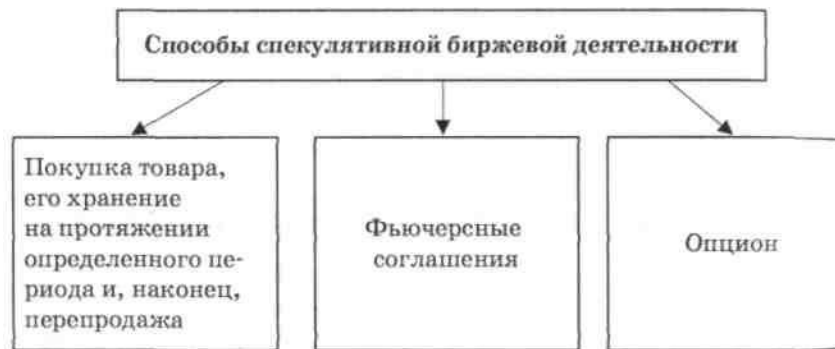 Способы спекулятивной биржевой деятельности
Покупка товара,
его хранение
на протяжении
определенного пе-
риода и, наконец,
перепродажа
Фьючерсные
соглашения
Опцион